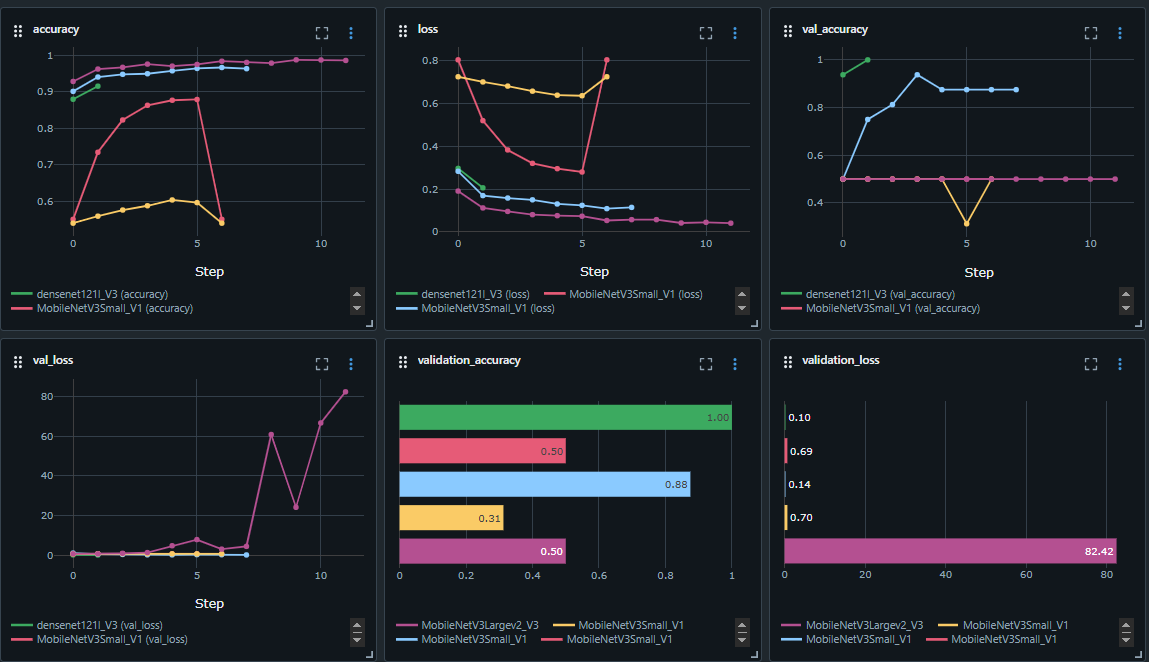 accuracy
1
0.9
0.8
0.7
0.6
0 5 10
Step
densenet121l_V3 (accuracy)
MobileNetV3Small_V1 (accuracy)
loss
0.8
0.6
0.4
0.2
0
0 5 10
Step
densenet121l_V3 (loss) MobileNetV3Small_V1 (loss)
MobileNetV3Small_V1 (loss)
val_accuracy
1
0.8
0.6
0.4
0 5 10
Step
densenet121l_V3 (val_accuracy)
MobileNetV3Small_V1 (val_accuracy)
val_loss
80
60
40
20
0
0 5 10
Step
densenet121l_V3 (val_loss)
MobileNetV3Small_V1 (val_loss)
validation_accuracy
1.00
0.50
0.88
0.31
0.50
0 0.2 0.4 0.6 0.8 1
MobileNetV3Largev2_V3 MobileNetV3Small_V1
MobileNetV3Small_V1 MobileNetV3Small_V1
validation_loss
0.10
0.69
0.14
0.70
82.42
0 20 40 60 80
MobileNetV3Largev2_V3 MobileNetV3Small_V1
MobileNetV3Small_V1 MobileNetV3Small_V1